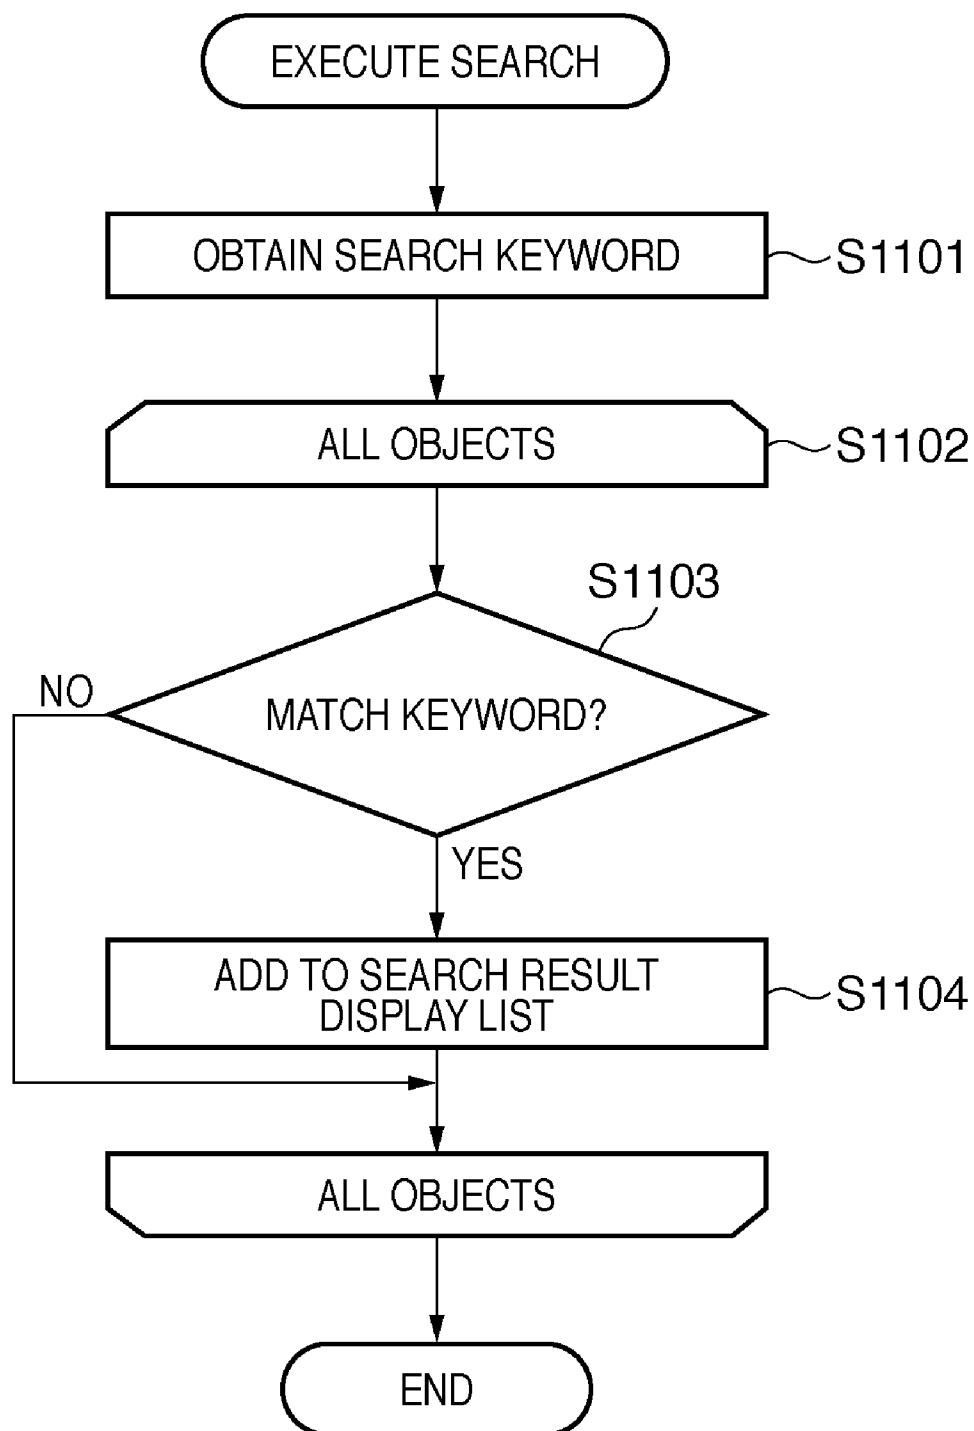 EXECUTE SEARCH
OBTAIN SEARCH KEYWORD
S1101
ALL OBJECTS
S1102
S1103
NO
MATCH KEYWORD?
YES
ADD TO SEARCH RESULT
DISPLAY LIST
S1104
ALL OBJECTS
END